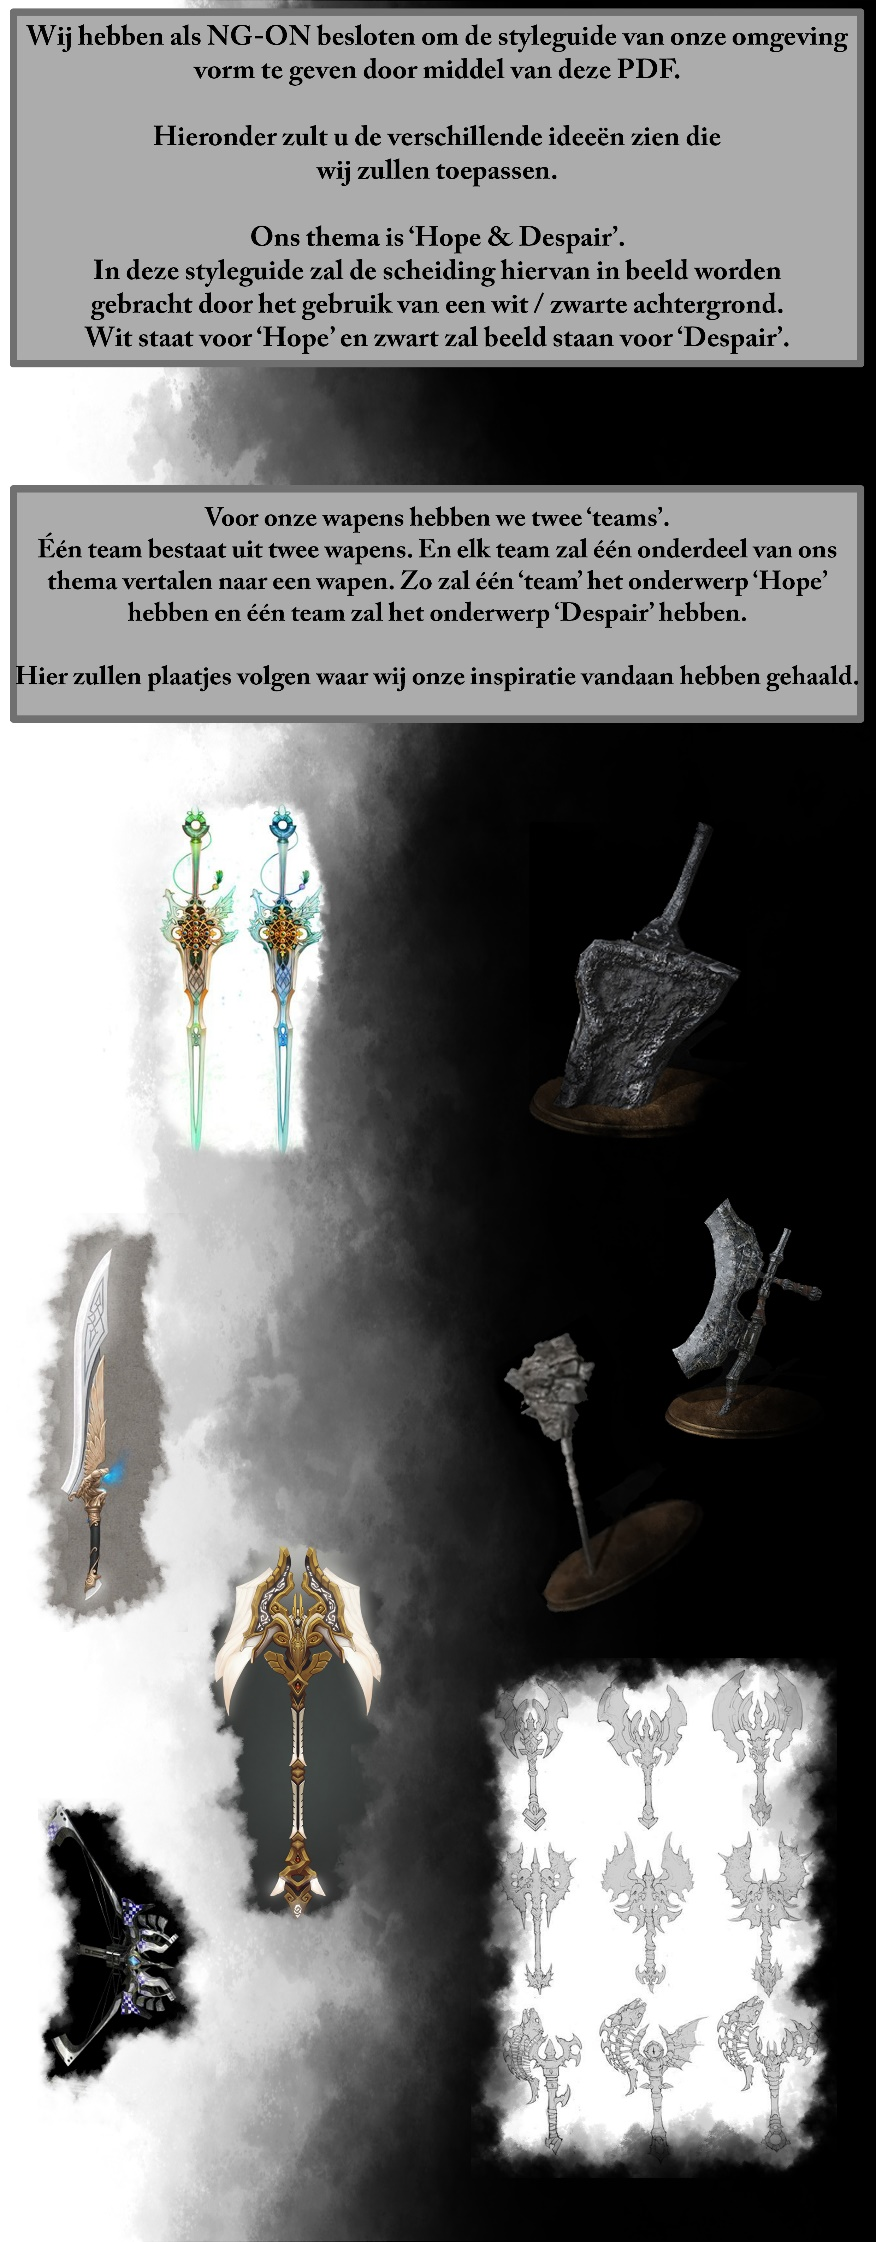 Wij hebben als NG-ON besloten om de styleguide van onze omgeving
vorm te geven door middel van deze PDF.
Hieronder zult u de verschillende ideeën zien die
wij zullen toepassen.
Ons thema is ‘Hope & Despair’.
In deze styleguide zal de scheiding hiervan in beeld worden
gebracht door het gebruik van een wit / zwarte achtergrond.
Wit staat voor ‘Hope’ en zwart zal beeld staan voor ‘Despair’.
Voor onze wapens hebben we twee ‘teams’.
Één team bestaat uit twee wapens. En elk team zal één onderdeel van ons
thema vertalen naar een wapen. Zo zal één ‘team’ het onderwerp ‘Hope’
hebben en één team zal het onderwerp ‘Despair’ hebben.
Hier zullen plaatjes volgen waar wij onze inspiratie vandaan hebben gehaald.